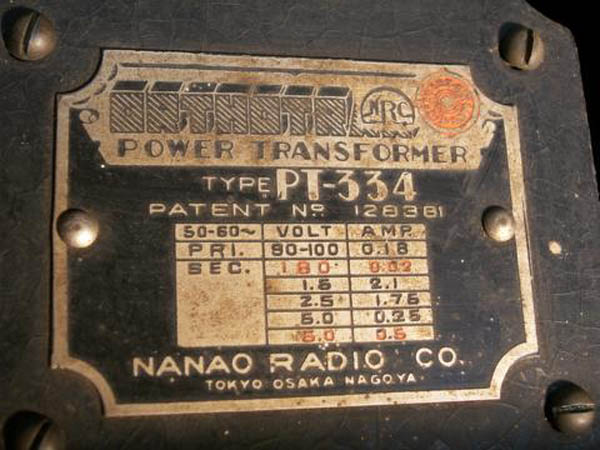 NRC
POWER TRANSFORMER
TYPE PT-334
PATENT No. 128381
50-60~ VOLT AMP.
PRI. 90-100 0.18
SEC. 180 0.02
1.5 2.1
2.5 1.75
5.0 0.25
5.0 0.5
NANAO RADIO CO.
TOKYO OSAKA NAGOYA.